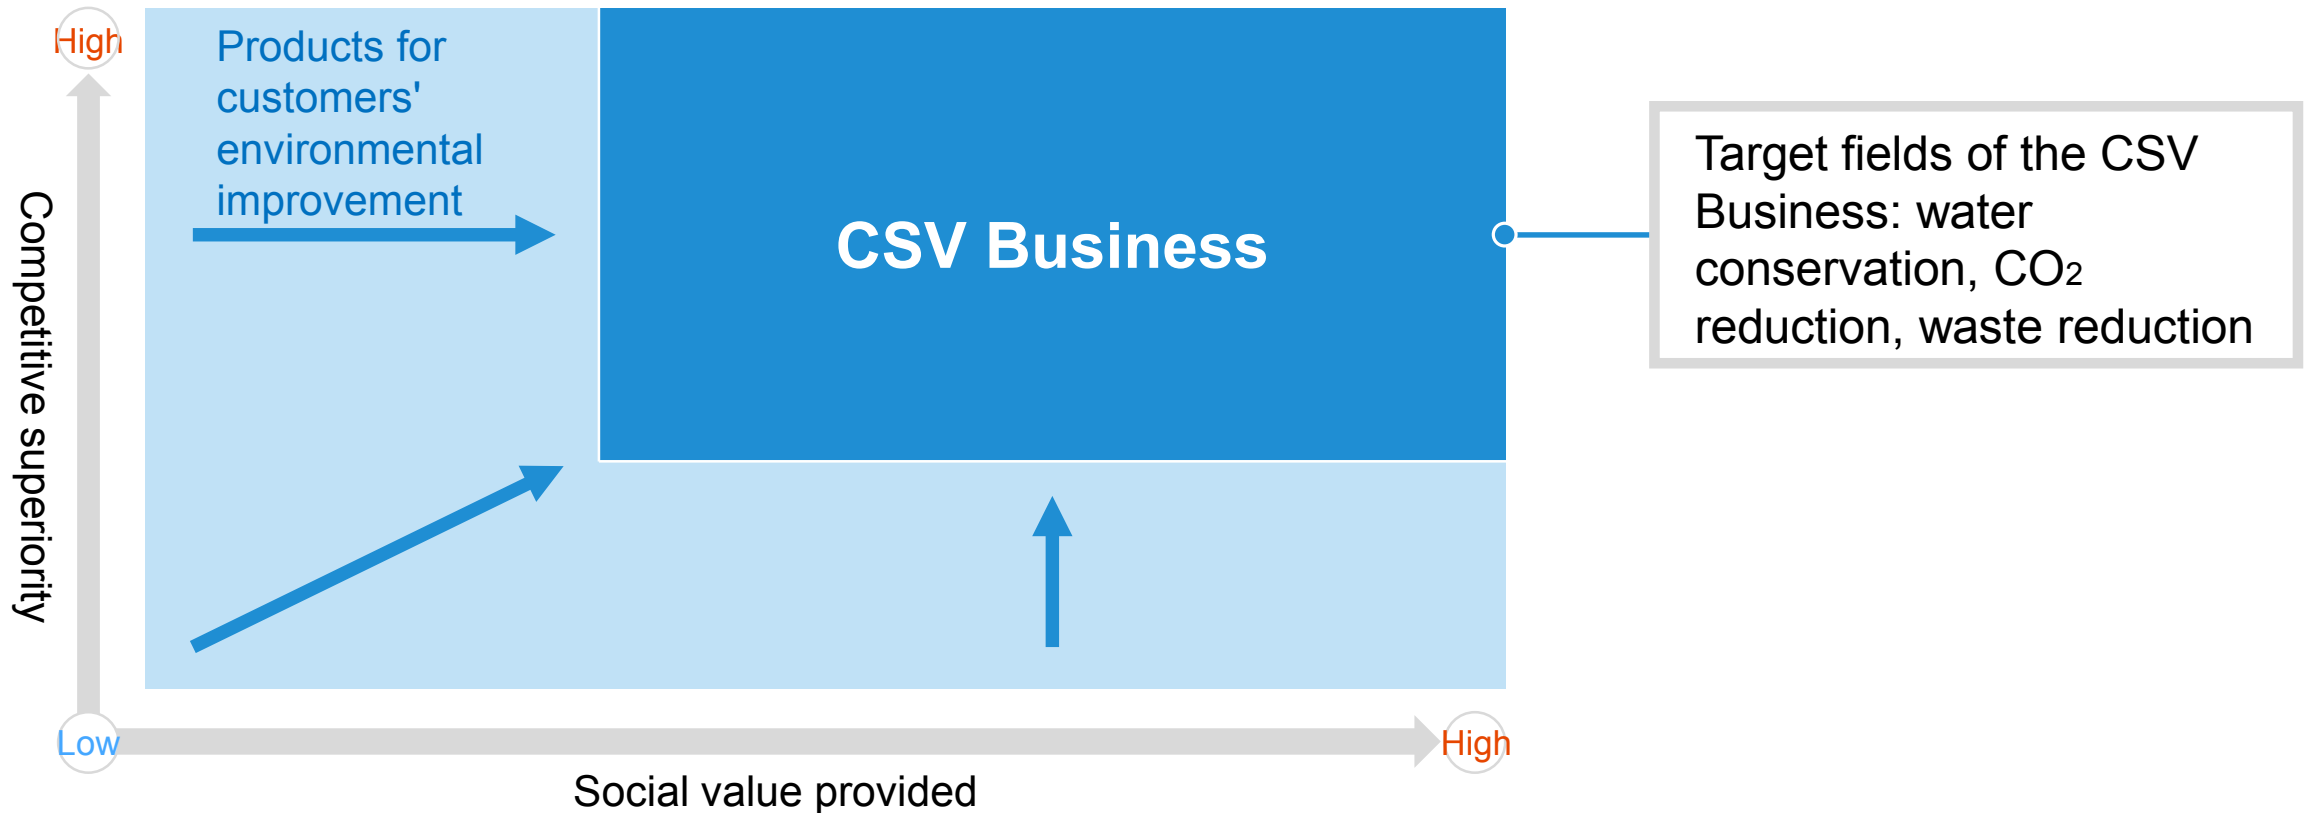 High
Products for
customers'
environmental
improvement
CSV Business
Target fields of the CSV
Business: water
conservation, CO₂
reduction, waste reduction
Competitive superiority
Low
High
Social value provided